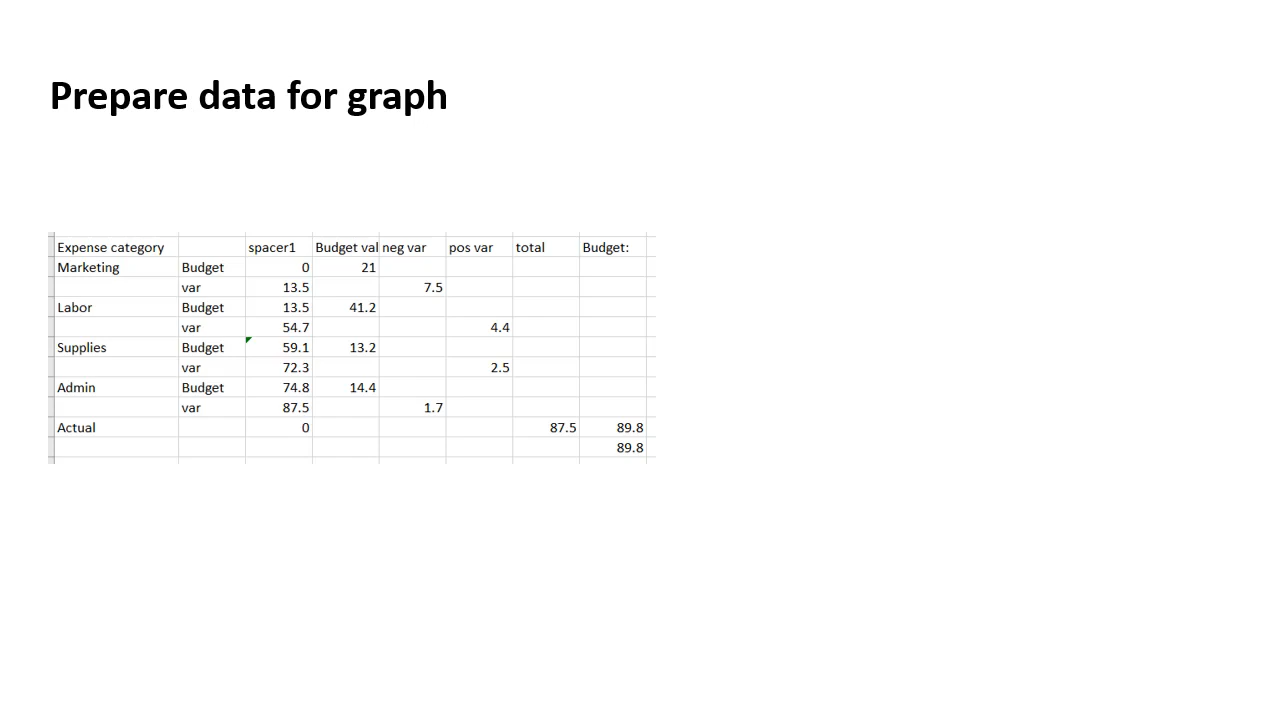 Prepare data for graph
Expense category spacer1 Budget val neg var pos var total Budget:
Marketing Budget 0 21
var 13.5 7.5
Labor Budget 13.5 41.2
var 54.7 4.4
Supplies Budget 59.1 13.2
var 72.3 2.5
Admin Budget 74.8 14.4
var 87.5 1.7
Actual 0 87.5 89.8
89.8